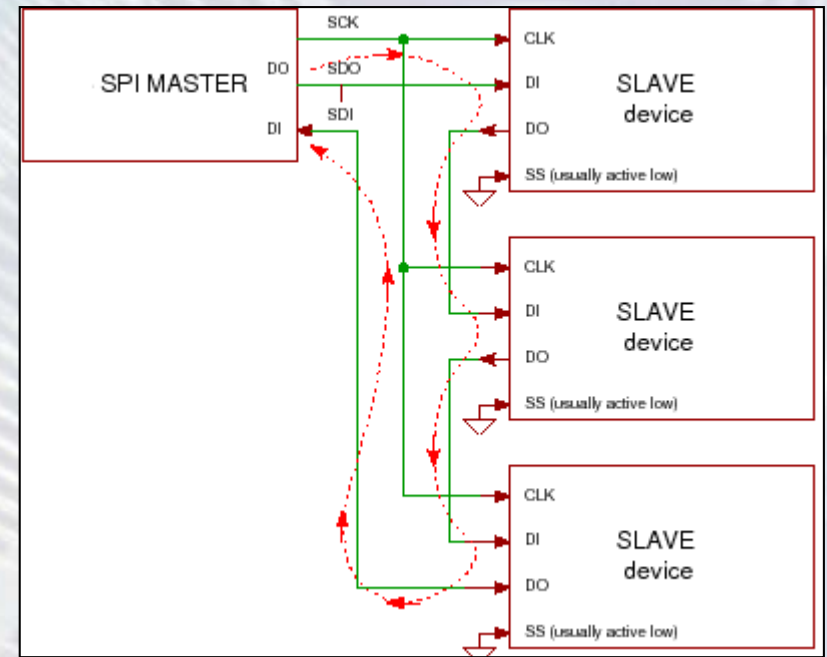 SCK
SPI MASTER
DO
SDO
DI
SDI
CLK
DI
DO
SS (usually active low)
SLAVE
device
CLK
DI
DO
SS (usually active low)
SLAVE
device
CLK
DI
DO
SS (usually active low)
SLAVE
device